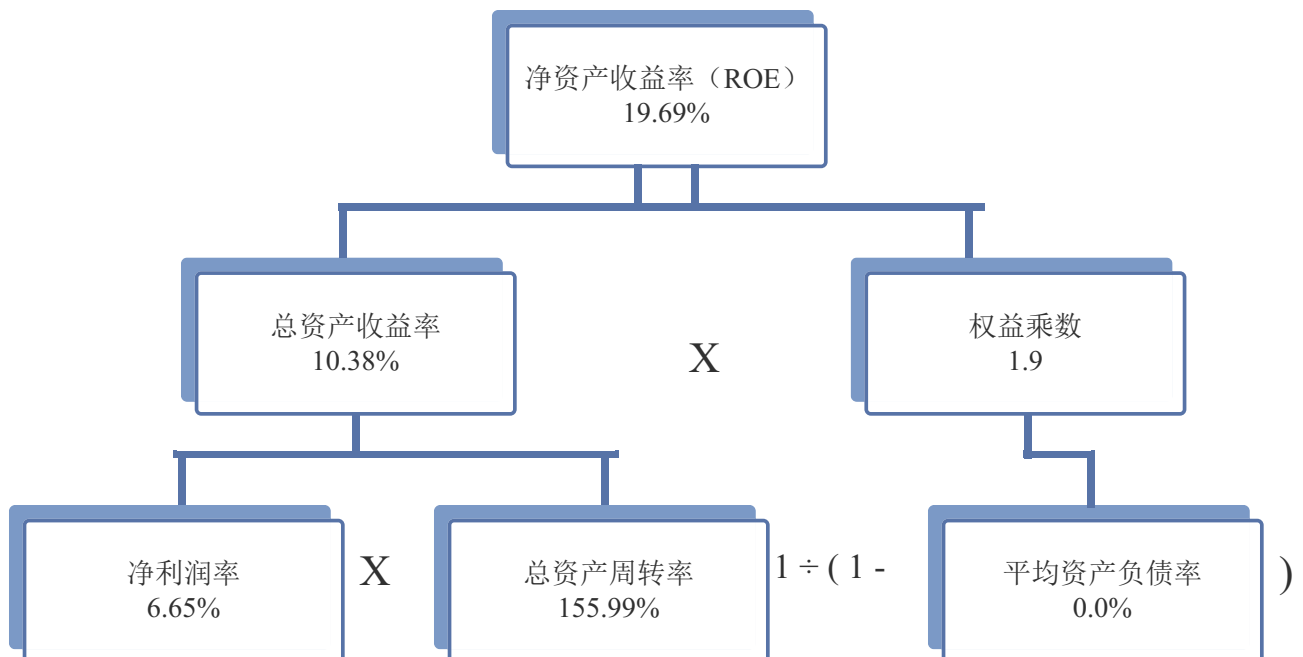 净资产收益率（ROE）
19.69%
总资产收益率
10.38%
X
权益乘数
1.9
净利润率
6.65%
X
总资产周转率
155.99%
1 ÷ ( 1 -
平均资产负债率
0.0%
)